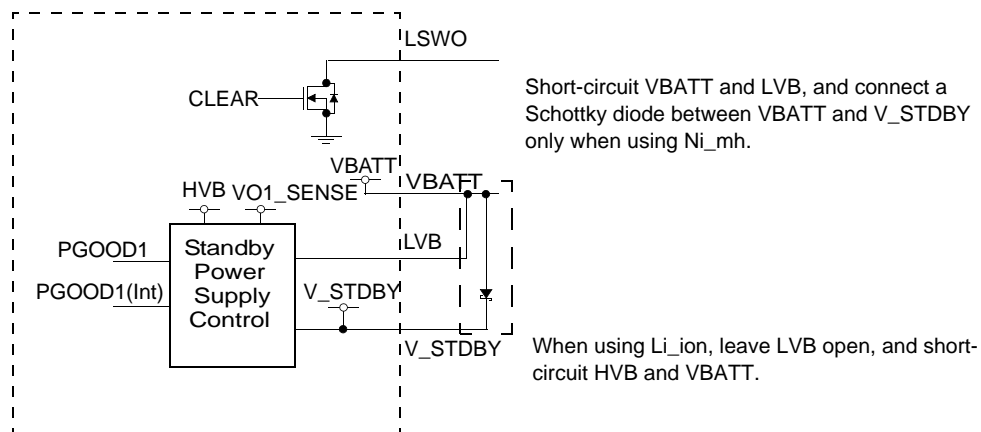 LSWO
CLEAR
Short-circuit VBATT and LVB, and connect a
Schottky diode between VBATT and V_STDBY
only when using Ni_mh.
VBATT
VBATT
HVB
VO1_SENSE
PGOOD1
PGOOD1(Int)
Standby
Power
Supply
Control
LVB
V_STDBY
V_STDBY
When using Li_ion, leave LVB open, and short-
circuit HVB and VBATT.